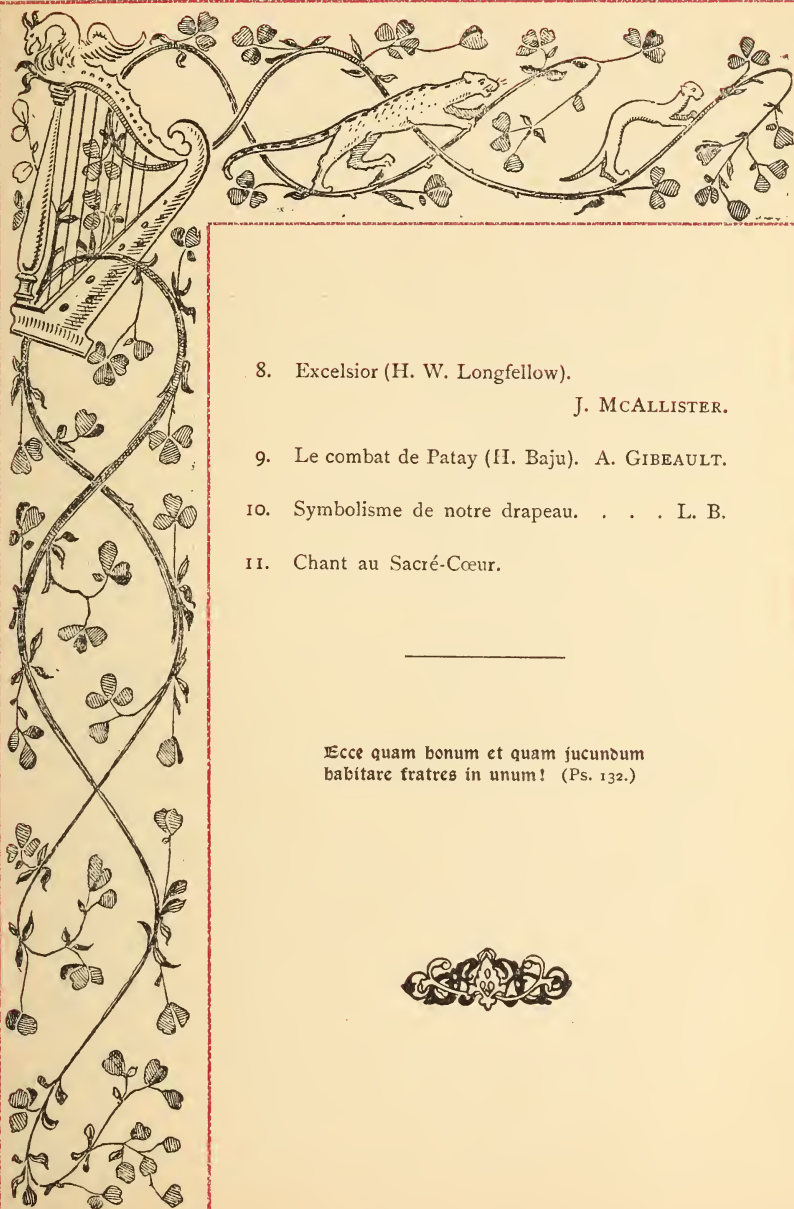 8. Excelsior (H. W. Longfellow).
J. McAllister.
9. Le combat de Patay (H. Baju). A. Gibeault.
10. Symbolisme de notre drapeau. . . . L. B.
11. Chant au Sacré-Cœur.
Ecce quam bonum et quam jucundum
habitare fratres in unum! (Ps. 132.)